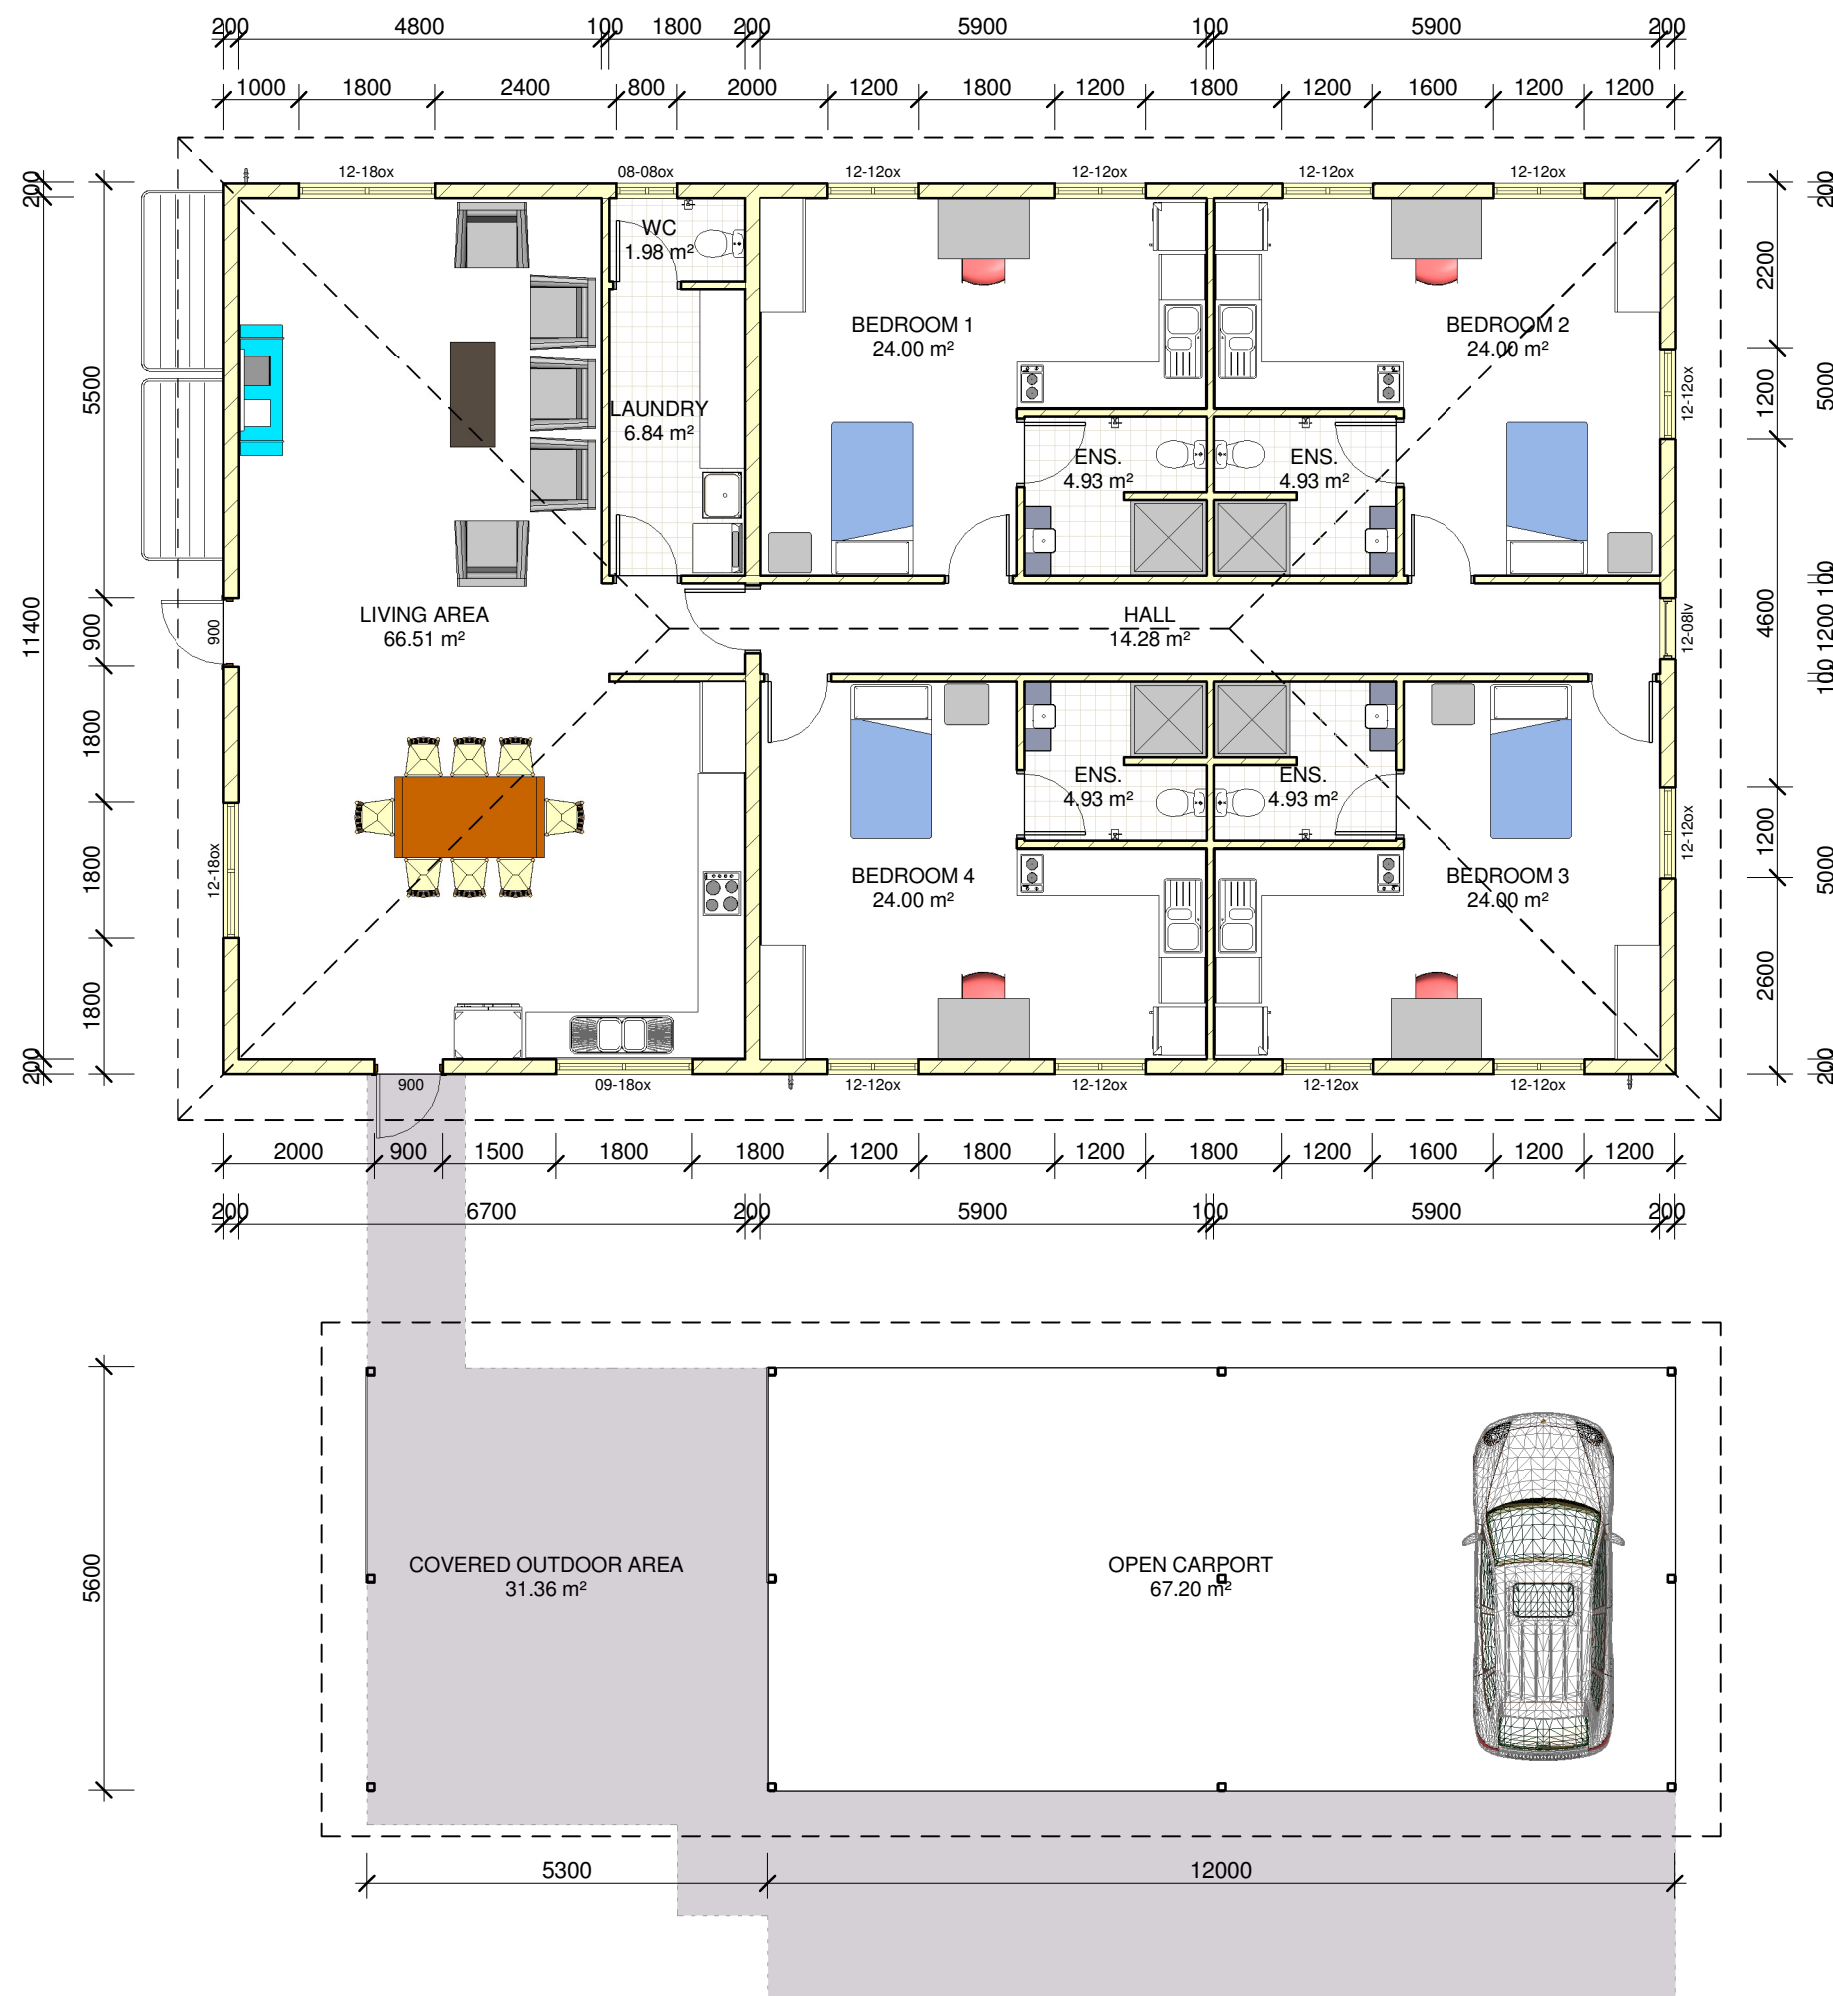 200 4800 100 1800 200 5900 100 5900 200
1000 1800 2400 800 2000 1200 1800 1200 1800 1200 1600 1200 1200
12-18ox 08-08ox 12-12ox 12-12ox 12-12ox 12-12ox
200
11400
200
5500
900
1800
1800
1800
WC
1.98 m²
LAUNDRY
6.84 m²
LIVING AREA
66.51 m²
900
12-18ox
BEDROOM 1
24.00 m²
BEDROOM 2
24.00 m²
ENS.
4.93 m²
ENS.
4.93 m²
HALL
14.28 m²
ENS.
4.93 m²
ENS.
4.93 m²
BEDROOM 4
24.00 m²
BEDROOM 3
24.00 m²
12-12ox
12-08lv
12-12ox
2200
1200
4600
1200
2600
200
5000
100
1200
100
5000
200
900 09-18ox 12-12ox 12-12ox 12-12ox 12-12ox
2000 900 1500 1800 1800 1200 1800 1200 1800 1200 1600 1200 1200
200 6700 200 5900 100 5900 200
5600
COVERED OUTDOOR AREA
31.36 m²
OPEN CARPORT
67.20 m²
5300 12000